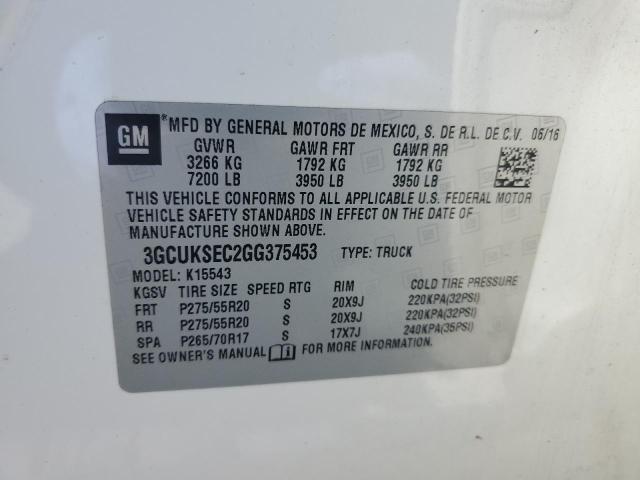 GM
®MFD BY GENERAL MOTORS DE MEXICO, S. DE R.L. DE C.V. 06/16
GVWR GAWR FRT GAWR RR
3266 KG 1792 KG 1792 KG
7200 LB 3950 LB 3950 LB
THIS VEHICLE CONFORMS TO ALL APPLICABLE U.S. FEDERAL MOTOR
VEHICLE SAFETY STANDARDS IN EFFECT ON THE DATE OF
MANUFACTURE SHOWN ABOVE.
3GCUKSEC2GG375453 TYPE: TRUCK
MODEL: K15543
KGSV TIRE SIZE SPEED RTG RIM COLD TIRE PRESSURE
FRT P275/55R20 S 20X9J 220KPA(32PSI)
RR P275/55R20 S 20X9J 220KPA(32PSI)
SPA P265/70R17 S 17X7J 240KPA(35PSI)
SEE OWNER'S MANUAL FOR MORE INFORMATION.